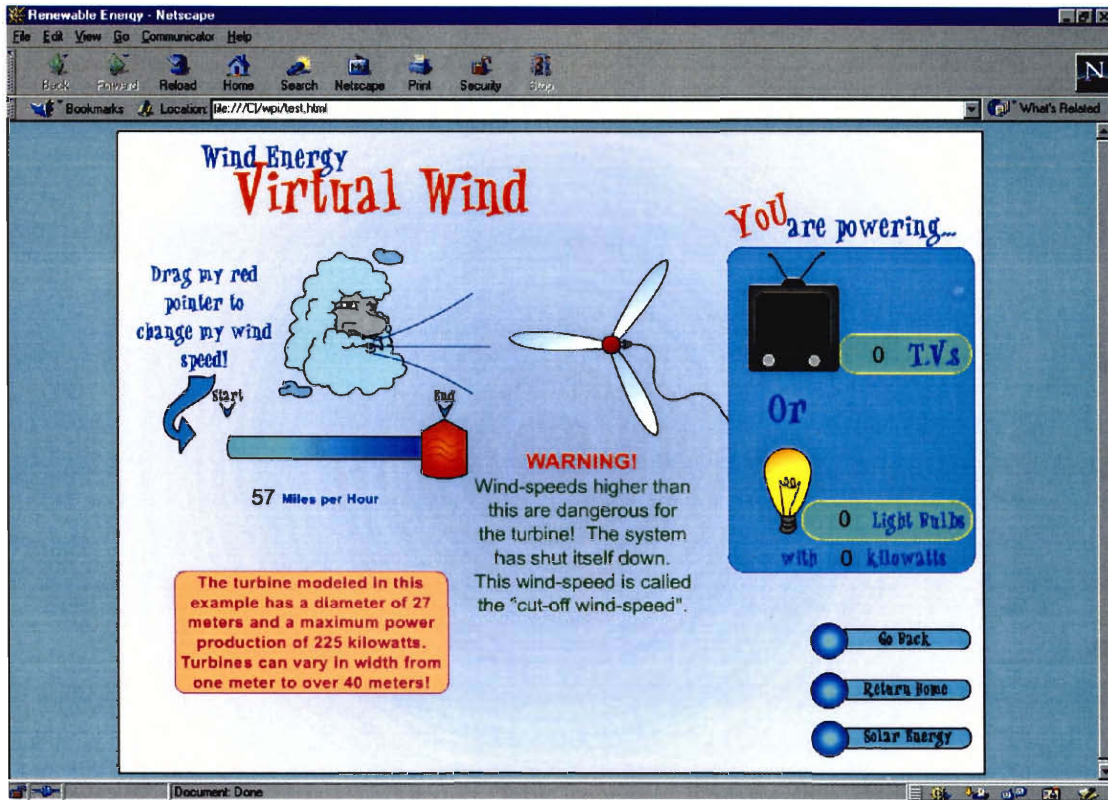 Renewable Energy - Netscape
File Edit View Go Communicator Help
Back Forward Reload Home Search Netscape Print Security Stop
N
Bookmarks Location: file:///C|/wpi/test.html What's Related
Wind Energy
Virtual Wind
YoU are powering...
Drag my red
pointer to
change my wind
speed!
Start
End
0 T.V.s
Or
57 Miles per Hour
WARNING!
Wind-speeds higher than
this are dangerous for
the turbine! The system
has shut itself down.
This wind-speed is called
the "cut-off wind-speed".
0 Light Bulbs
with 0 kilowatts
The turbine modeled in this
example has a diameter of 27
meters and a maximum power
production of 225 kilowatts.
Turbines can vary in width from
one meter to over 40 meters!
Go Back
Return Home
Solar Energy
Document: Done